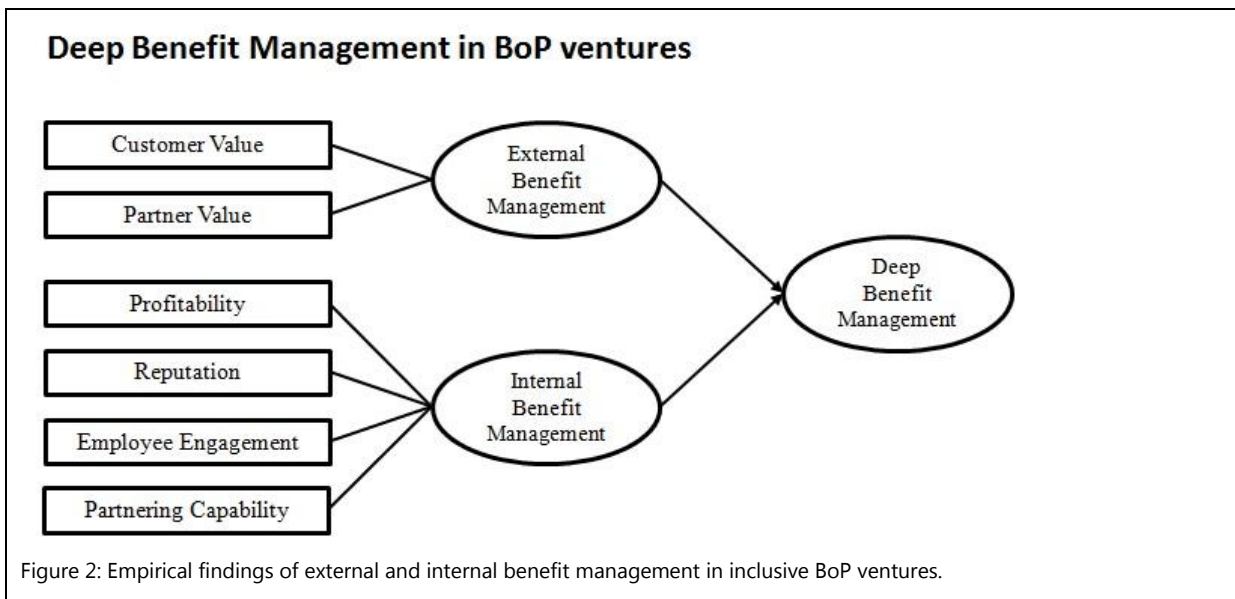 Deep Benefit Management in BoP ventures
Customer Value
Partner Value
Profitability
Reputation
Employee Engagement
Partnering Capability
External
Benefit
Management
Internal
Benefit
Management
Deep
Benefit
Management
Figure 2: Empirical findings of external and internal benefit management in inclusive BoP ventures.